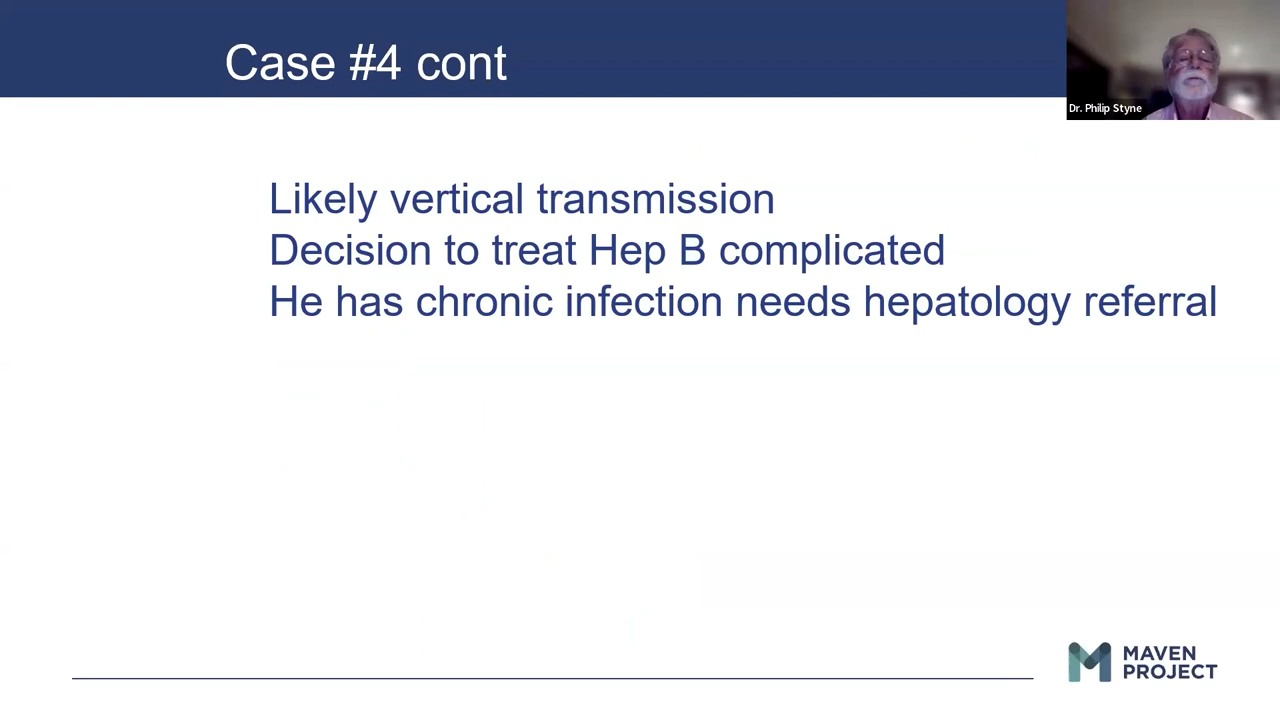 Case #4 cont
Dr. Philip Styne
Likely vertical transmission
Decision to treat Hep B complicated
He has chronic infection needs hepatology referral
MAVEN
PROJECT